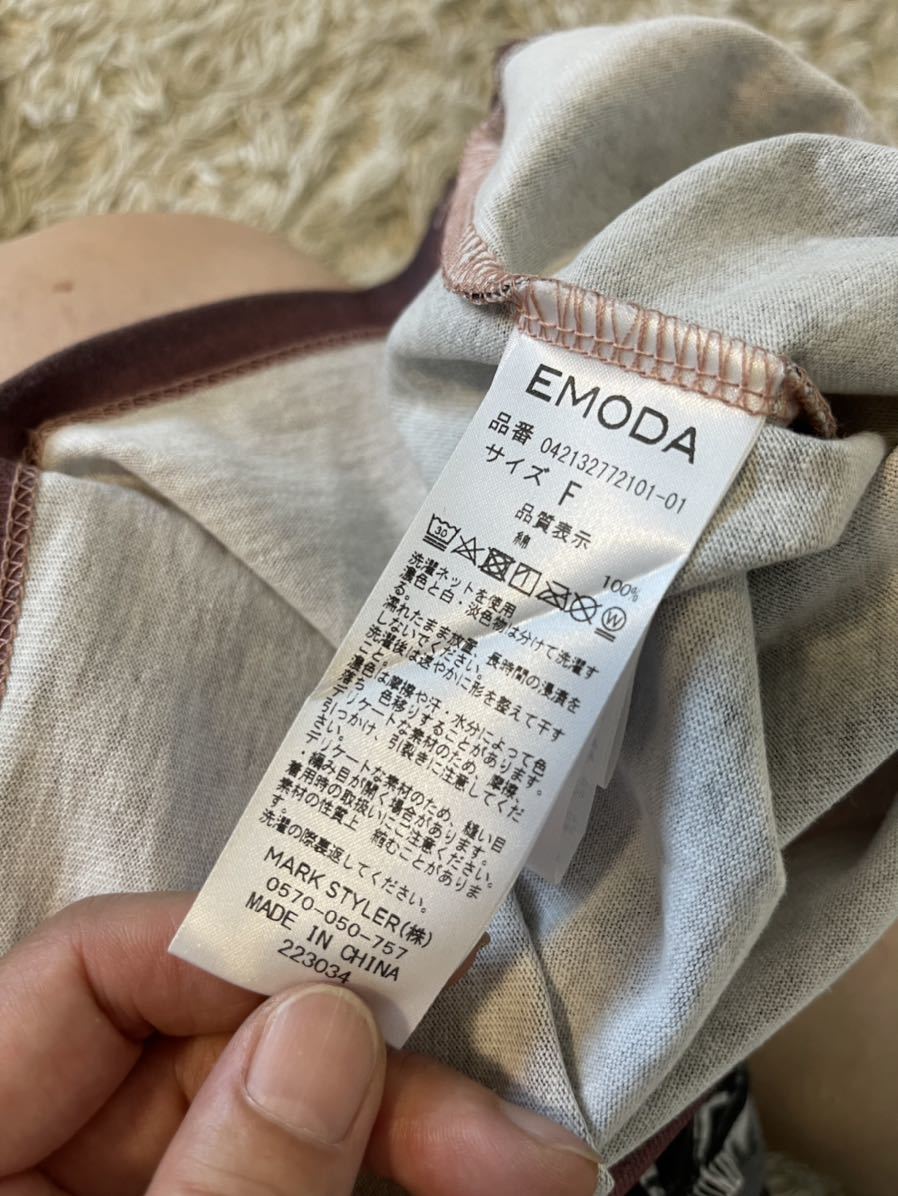 EMODA
品番 042132772101-01
サイズ F
品質表示
綿 100%
30 W
洗濯ネットを使用
濃色と白・淡色物は分けて洗濯す
る。
濡れたまま放置、長時間の浸漬を
しないでください。
洗濯後は速やかに形を整えて干す
こと。
濃色は摩擦や汗・水分によって色
落ち 色移りすることがあります。
デリケートな素材のため、摩擦、
引っかけ、引裂きに注意してくだ
さい。
デリケートな素材のため、縫い目
・編み目が開く場合があります。
着用時の取扱いにご注意ください
素材の性質上 縮むことがありま
す。
洗濯の際裏返してください。
MARK STYLER(株)
0570-050-757
MADE IN CHINA
223034